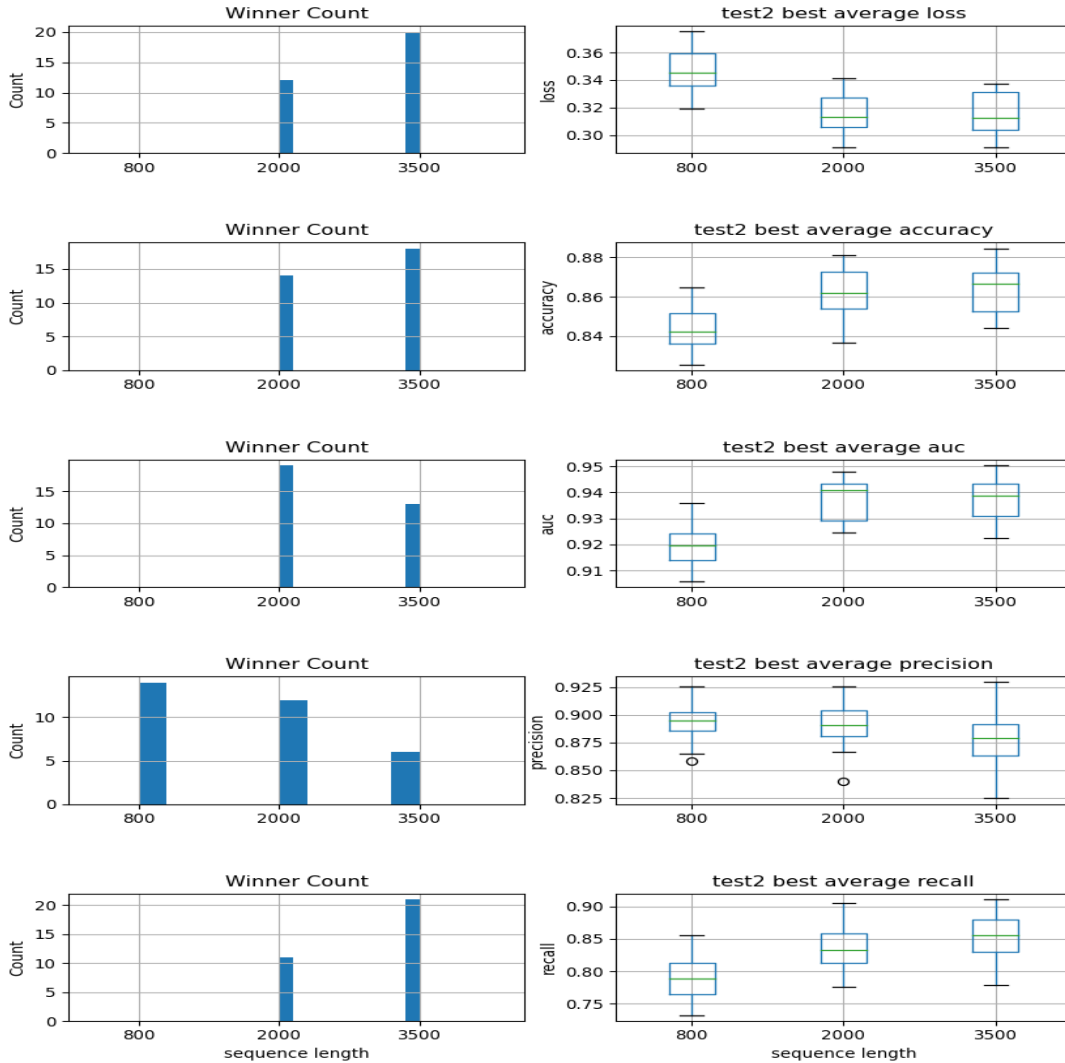 Winner Count
20
15
10
5
0
Count
800 2000 3500
test2 best average loss
0.36
0.34
0.32
0.30
loss
800 2000 3500
Winner Count
15
10
5
0
Count
800 2000 3500
test2 best average accuracy
0.88
0.86
0.84
accuracy
800 2000 3500
Winner Count
15
10
5
0
Count
800 2000 3500
test2 best average auc
0.95
0.94
0.93
0.92
0.91
auc
800 2000 3500
Winner Count
10
5
0
Count
800 2000 3500
test2 best average precision
0.925
0.900
0.875
0.850
0.825
precision
800 2000 3500
Winner Count
20
15
10
5
0
Count
800 2000 3500
sequence length
test2 best average recall
0.90
0.85
0.80
0.75
recall
800 2000 3500
sequence length